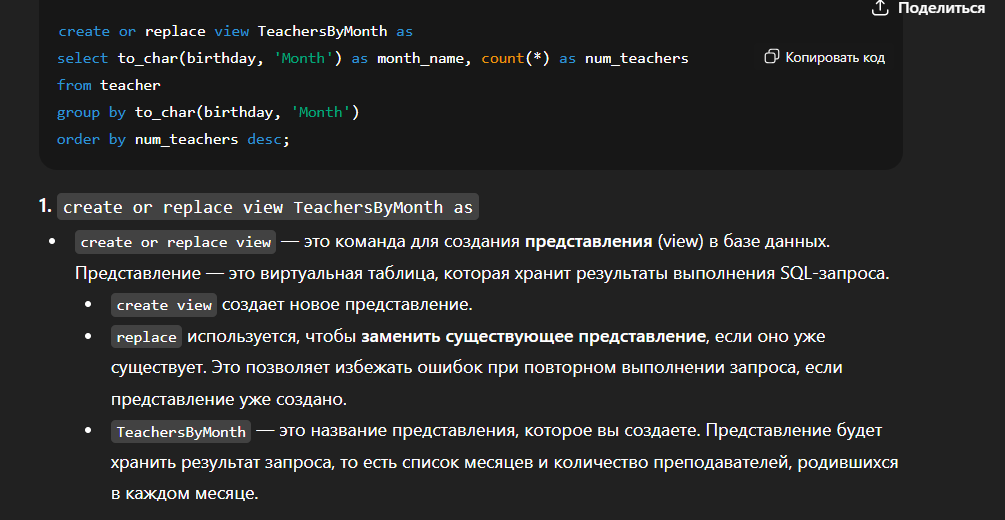 Поделиться
create or replace view TeachersByMonth as
select to_char(birthday, 'Month') as month_name, count(*) as num_teachers
Копировать код
from teacher
group by to_char(birthday, 'Month')
order by num_teachers desc;
1. create or replace view TeachersByMonth as
• create or replace view — это команда для создания представления (view) в базе данных.
Представление — это виртуальная таблица, которая хранит результаты выполнения SQL-запроса.
• create view создает новое представление.
• replace используется, чтобы заменить существующее представление, если оно уже
существует. Это позволяет избежать ошибок при повторном выполнении запроса, если
представление уже создано.
• TeachersByMonth — это название представления, которое вы создаете. Представление будет
хранить результат запроса, то есть список месяцев и количество преподавателей, родившихся
в каждом месяце.